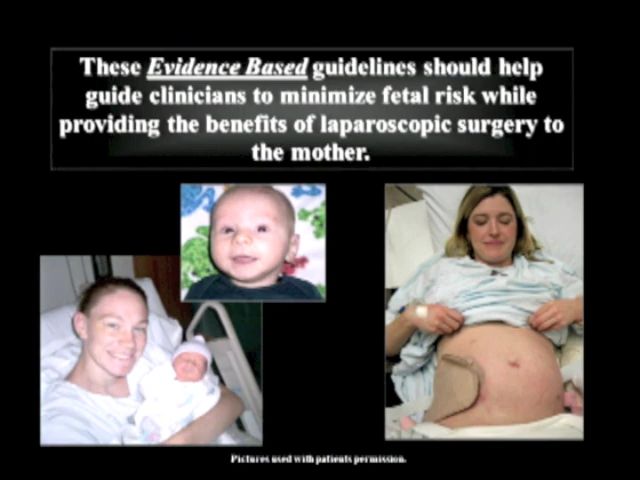 These Evidence Based guidelines should help
guide clinicians to minimize fetal risk while
providing the benefits of laparoscopic surgery to
the mother.
Pictures used with patients permission.